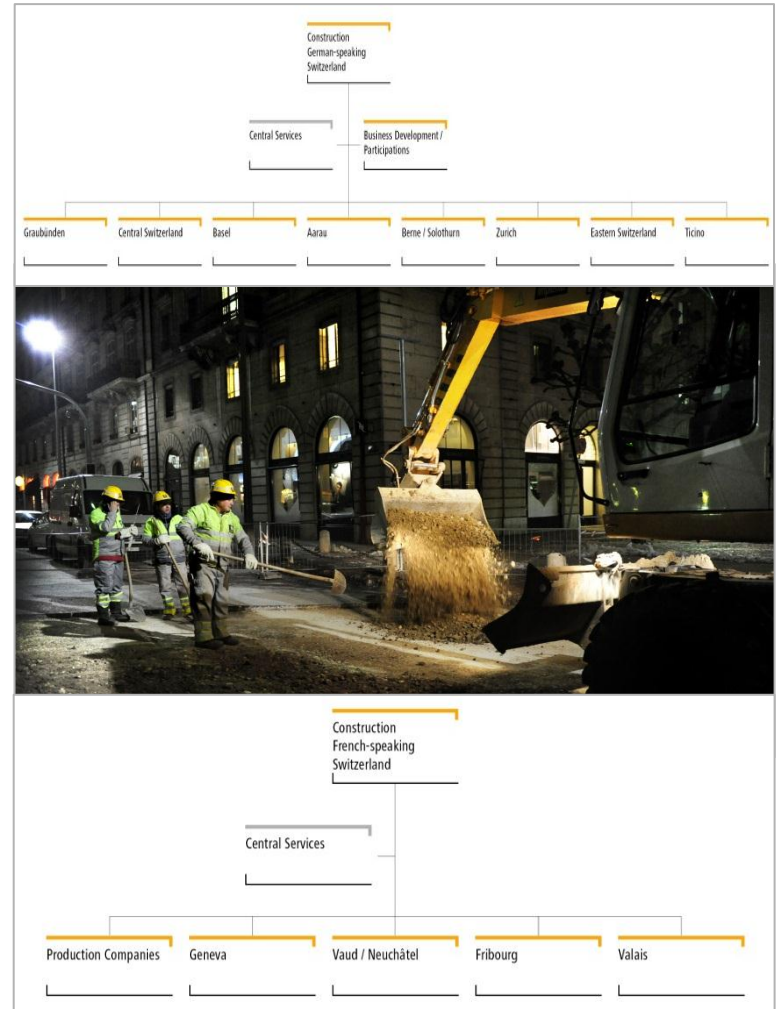 Construction
German-speaking
Switzerland
Central Services
Business Development /
Participations
Graubünden
Central Switzerland
Basel
Aarau
Berne / Solothurn
Zurich
Eastern Switzerland
Ticino
Construction
French-speaking
Switzerland
Central Services
Production Companies
Geneva
Vaud / Neuchâtel
Fribourg
Valais